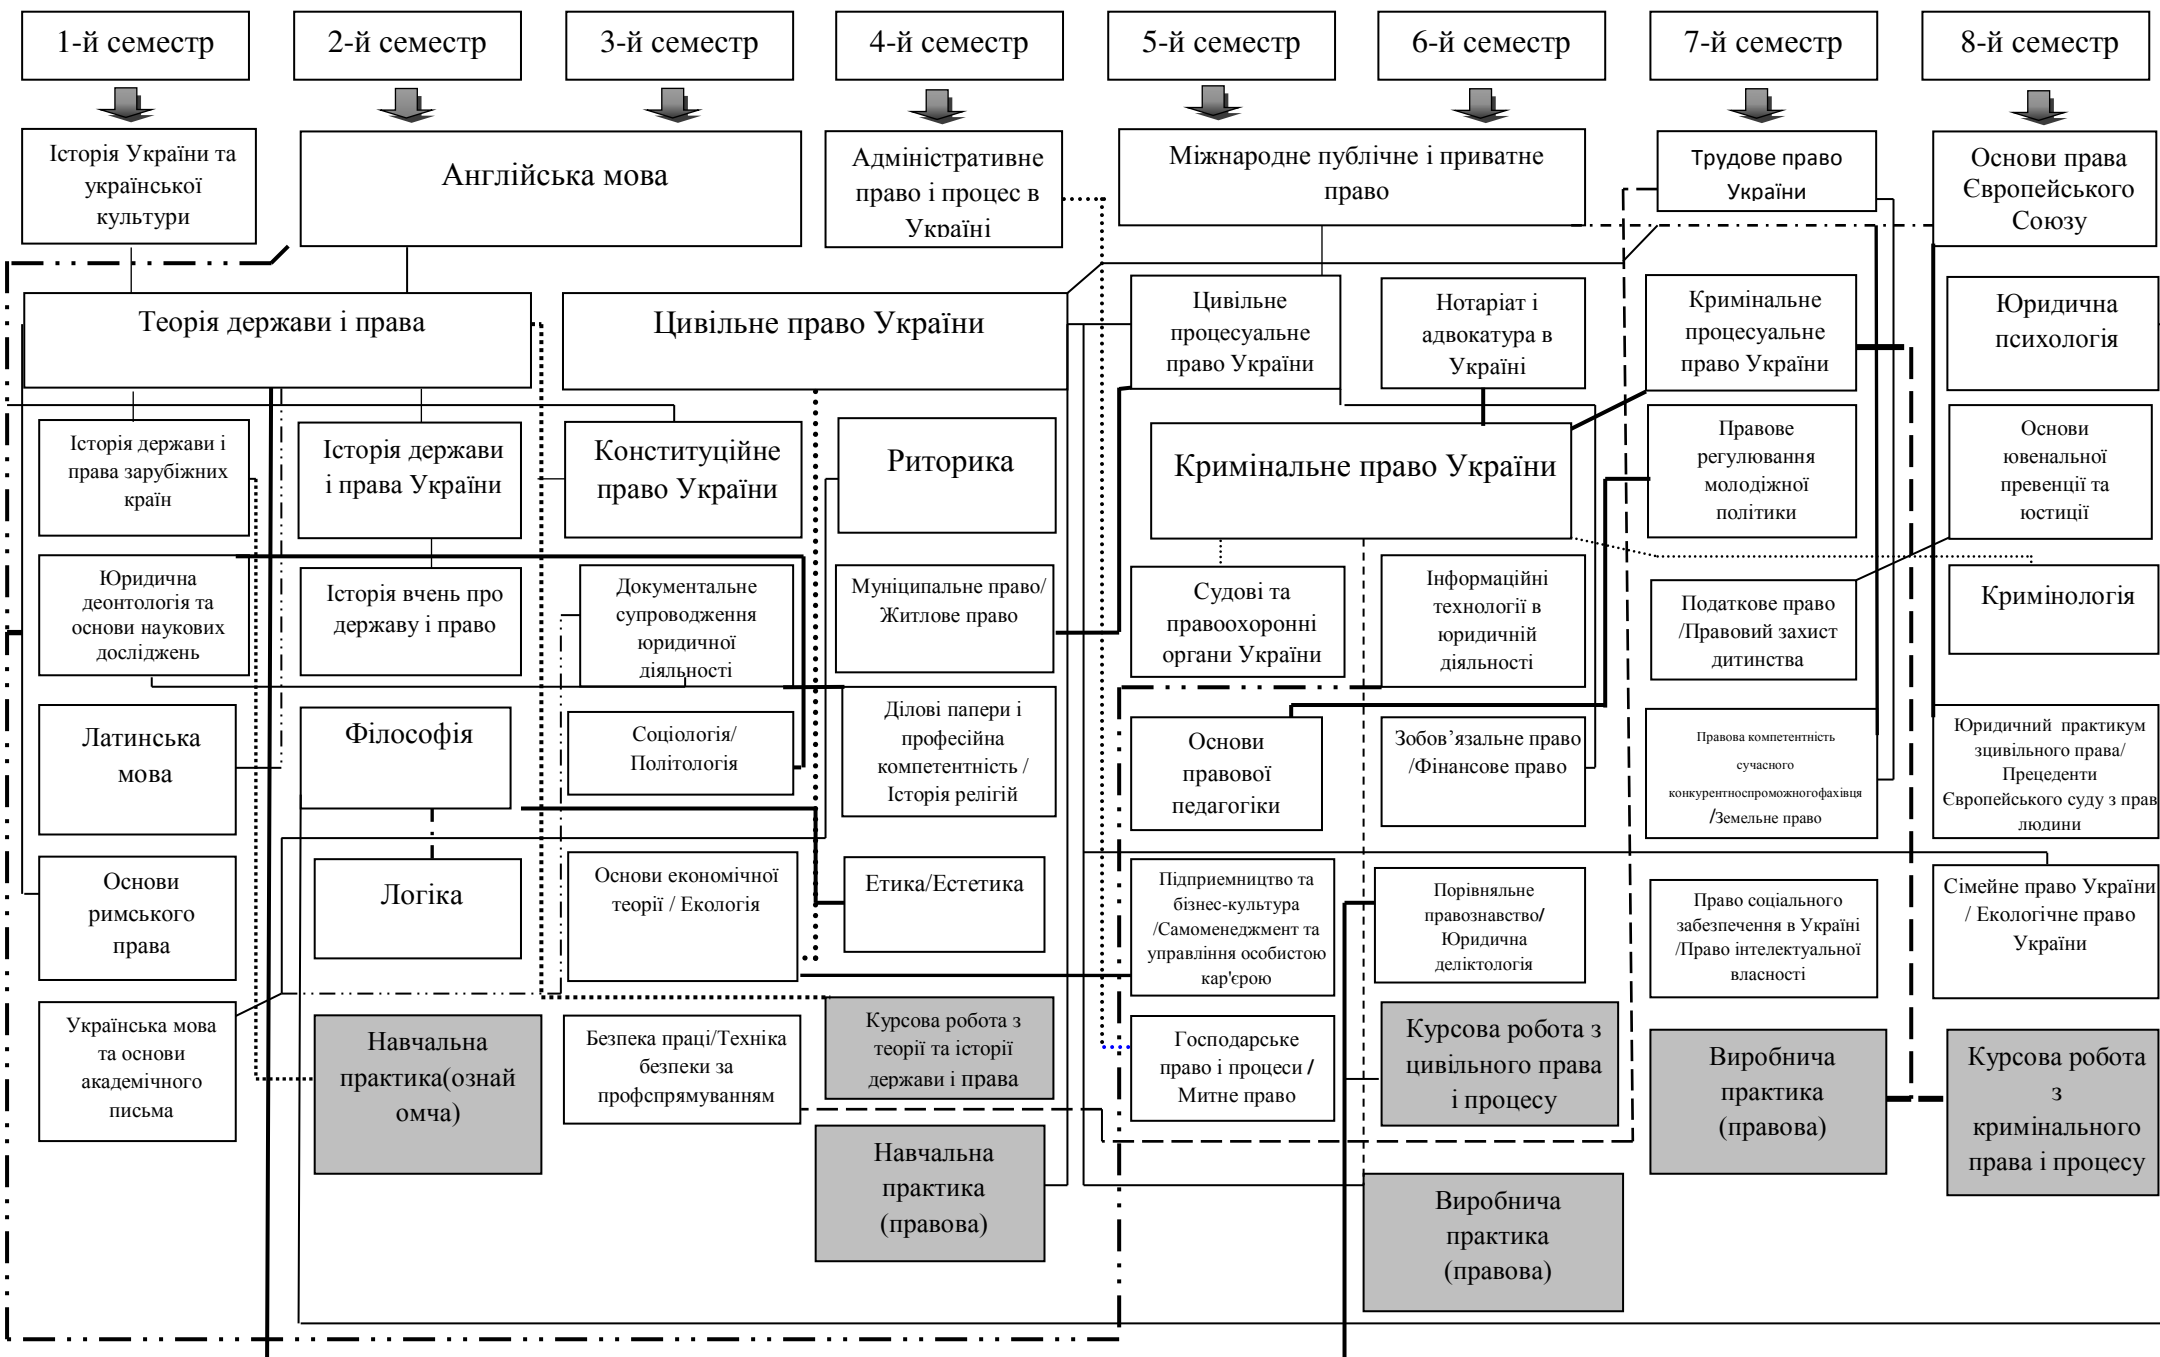 1-й семестр
2-й семестр
3-й семестр
4-й семестр
5-й семестр
6-й семестр
7-й семестр
8-й семестр
Історія України та
української
культури
Англійська мова
Адміністративне
право і процес в
Україні
Міжнародне публічне і приватне
право
Трудове право
України
Основи права
Європейського
Союзу
Теорія держави і права
Цивільне право України
Цивільне
процесуальне
право України
Нотаріат і
адвокатура в
Україні
Кримінальне
процесуальне
право України
Юридична
психологія
Історія держави і
права зарубіжних
країн
Історія держави
і права України
Конституційне
право України
Риторика
Кримінальне право України
Правове
регулювання
молодіжної
політики
Основи
ювенальної
превенції та
юстиції
Юридична
деонтологія та
основи наукових
досліджень
Історія вчень про
державу і право
Документальне
супроводження
юридичної
діяльності
Муніципальне право/
Житлове право
Судові та
правоохоронні
органи України
Інформаційні
технології в
юридичній
діяльності
Податкове право
/Правовий захист
дитинства
Кримінологія
Латинська
мова
Філософія
Соціологія/
Політологія
Ділові папери і
професійна
компетентність /
Історія релігій
Основи
правової
педагогіки
Зобов’язальне право
/Фінансове право
Правова компетентність
сучасного
конкурентноспроможногофахівця
/Земельне право
Юридичний практикум
зцивільного права/
Прецеденти
Європейського суду з прав
людини
Основи
римського
права
Логіка
Основи економічної
теорії / Екологія
Етика/Естетика
Підприємництво та
бізнес-культура
/Самоменеджмент та
управління особистою
кар'єрою
Порівняльне
правознавство/
Юридична
деліктологія
Право соціального
забезпечення в Україні
/Право інтелектуальної
власності
Сімейне право України
/ Екологічне право
України
Українська мова
та основи
академічного
письма
Навчальна
практика(ознай
омча)
Безпека праці/Техніка
безпеки за
профспрямуванням
Курсова робота з
теорії та історії
держави і права
Господарське
право і процеси /
Митне право
Курсова робота з
цивільного права
і процесу
Виробнича
практика
(правова)
Курсова робота
з
кримінального
права і процесу
Навчальна
практика
(правова)
Виробнича
практика
(правова)